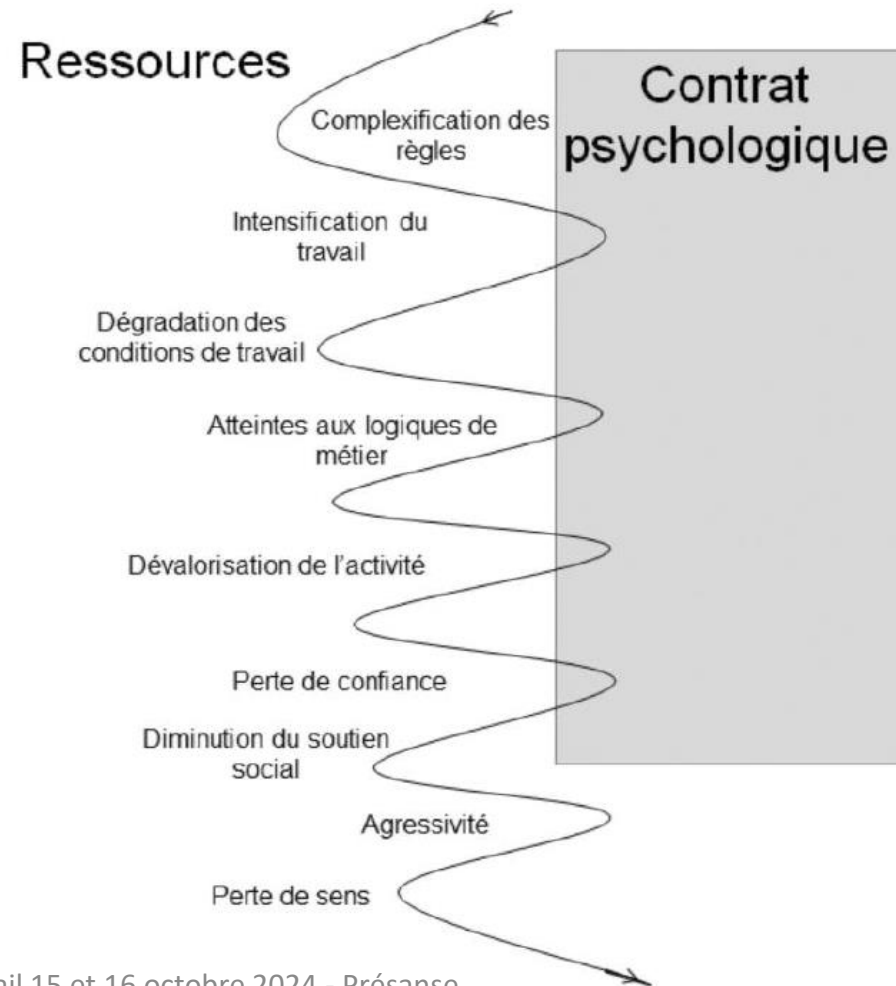 Ressources
Contrat
psychologique
Complexification des
règles
Intensification du
travail
Dégradation des
conditions de travail
Atteintes aux logiques de
métier
Dévalorisation de l'activité
Perte de confiance
Diminution du soutien
social
Agressivité
Perte de sens
15 et 16 octobre 2024 - Présanse